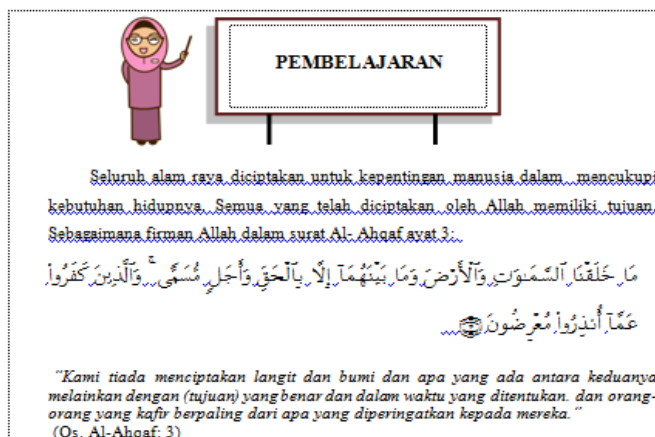 PEMBELAJARAN
Seluruh alam raya diciptakan untuk kepentingan manusia dalam mencukupi
kebutuhan hidupnya. Semua yang telah diciptakan oleh Allah memiliki tujuan.
Sebagaimana firman Allah dalam surat Al- Ahqaf ayat 3:
مَا خَلَقْنَا ٱلسَّمَـٰوَٰتِ وَٱلْأَرْضَ وَمَا بَيْنَهُمَآ إِلَّا بِٱلْحَقِّ وَأَجَلٍ مُّسَمًّى ۚ وَٱلَّذِينَ كَفَرُوا۟
عَمَّآ أُنذِرُوا۟ مُعْرِضُونَ
"Kami tiada menciptakan langit dan bumi dan apa yang ada antara keduanya
melainkan dengan (tujuan) yang benar dan dalam waktu yang ditentukan. dan orang-
orang yang kafir berpaling dari apa yang diperingatkan kepada mereka."
(Qs. Al-Ahqaf: 3)